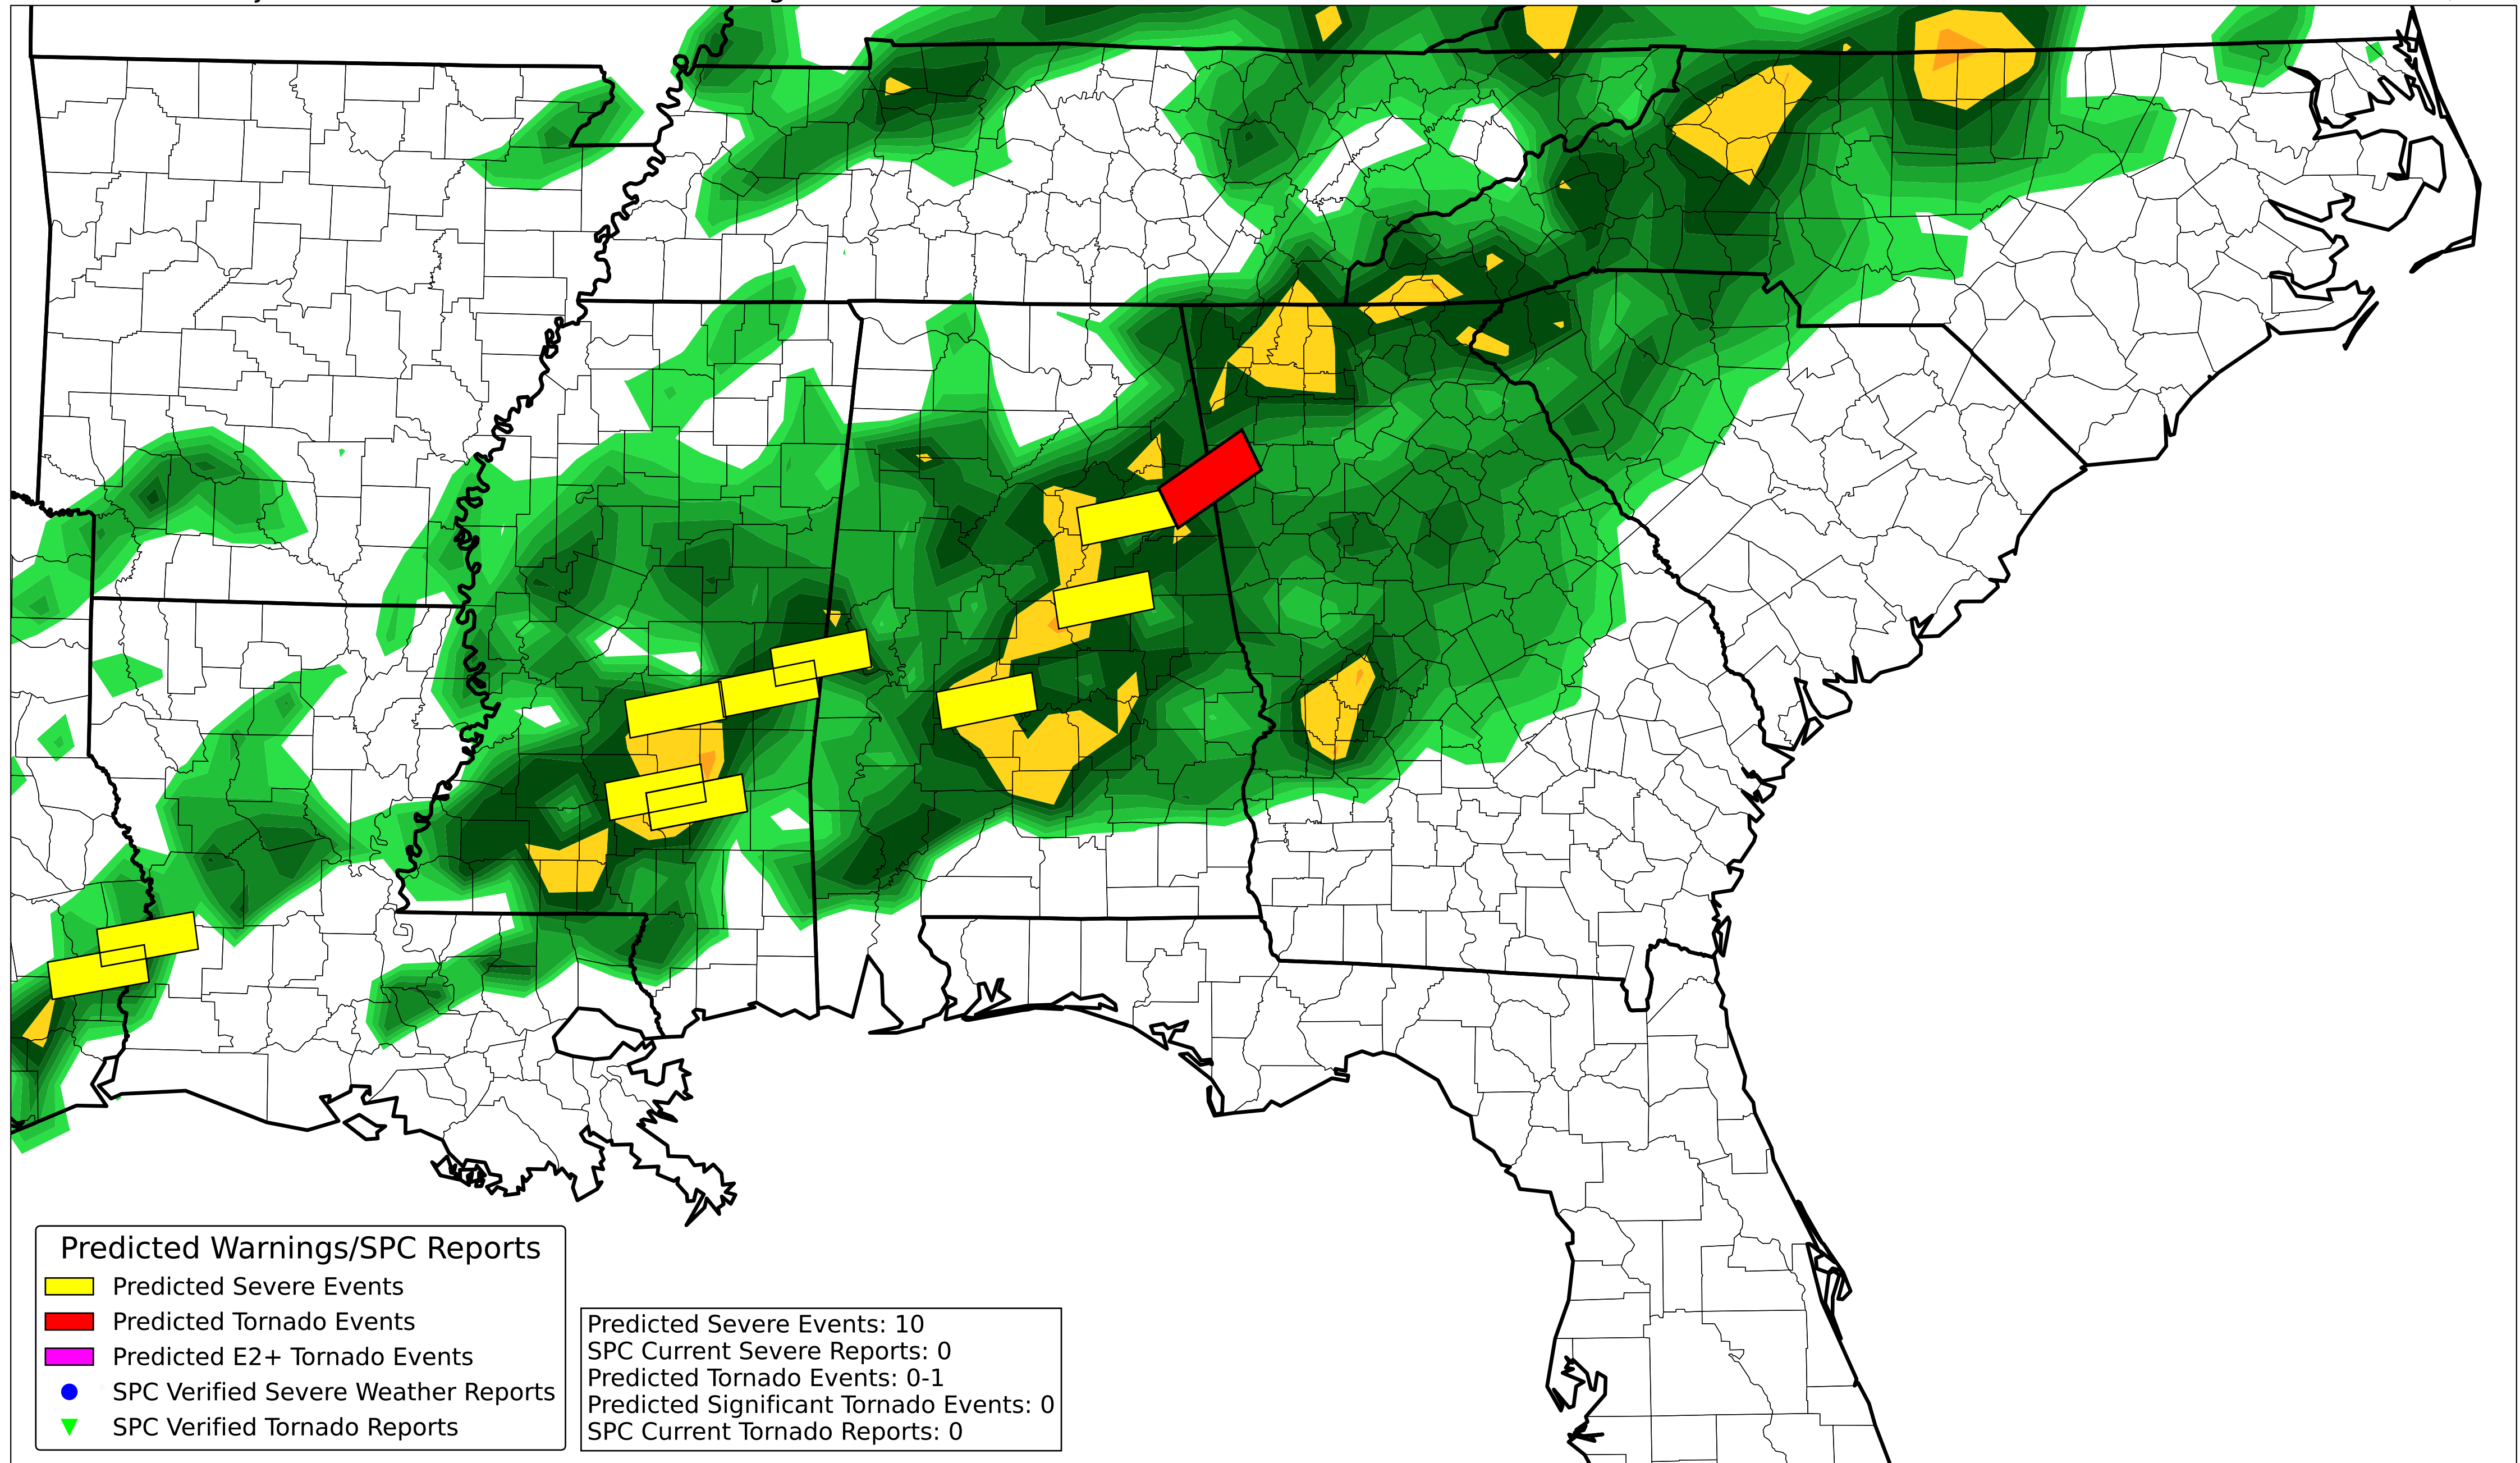 Predicted Warnings/SPC Reports
Predicted Severe Events
Predicted Tornado Events
Predicted E2+ Tornado Events
SPC Verified Severe Weather Reports
SPC Verified Tornado Reports
Predicted Severe Events: 10
SPC Current Severe Reports: 0
Predicted Tornado Events: 0-1
Predicted Significant Tornado Events: 0
SPC Current Tornado Reports: 0